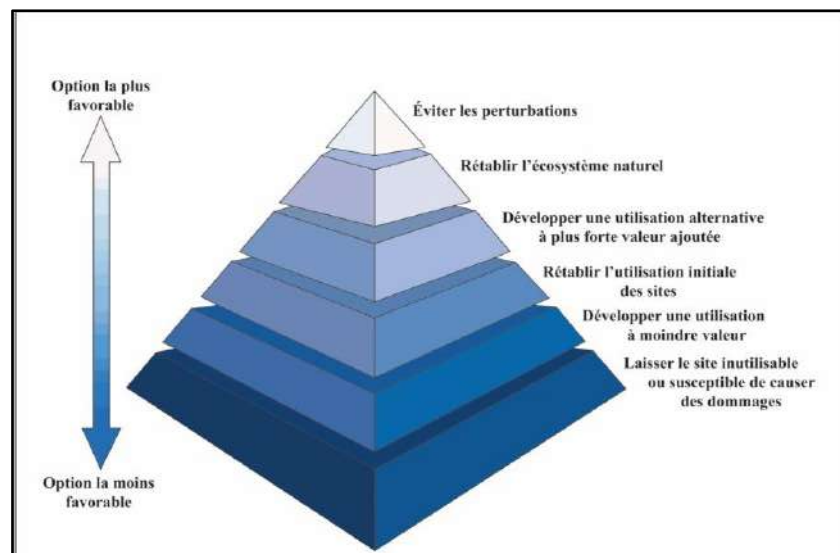 Option la plus
favorable
Éviter les perturbations
Rétablir l'écosystème naturel
Développer une utilisation alternative
à plus forte valeur ajoutée
Rétablir l'utilisation initiale
des sites
Développer une utilisation
à moindre valeur
Laisser le site inutilisable
ou susceptible de causer
des dommages
Option la moins
favorable